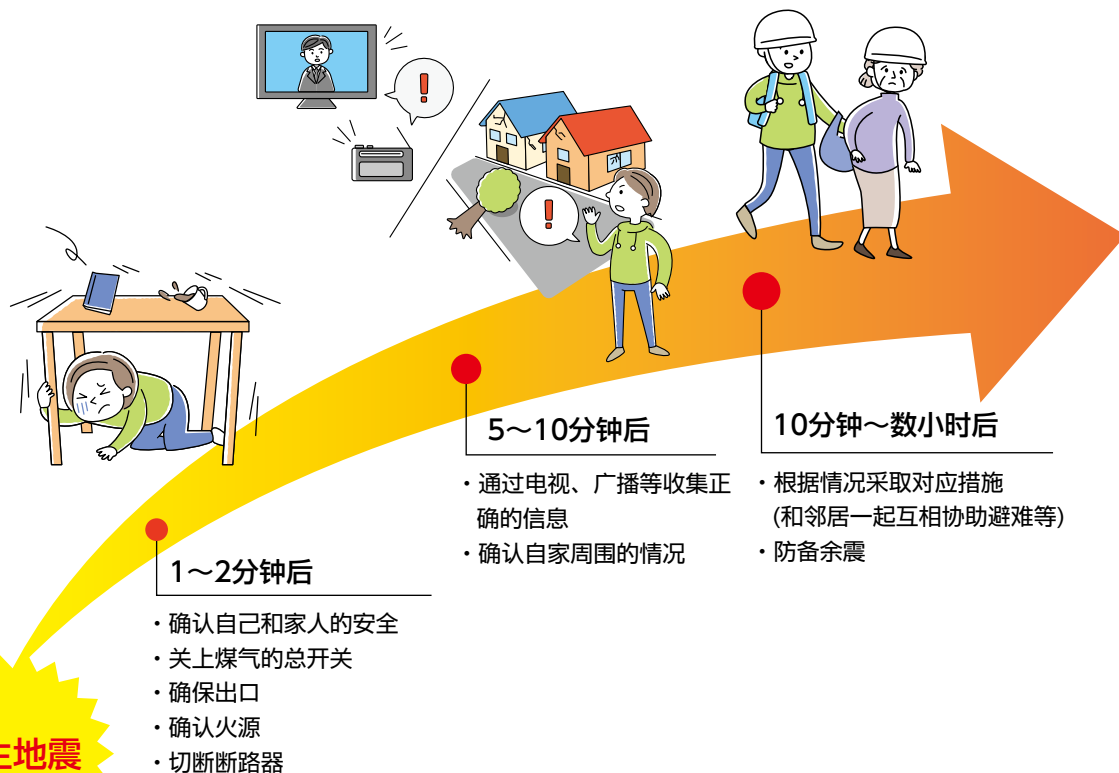 5～10分钟后
・通过电视、广播等收集正
确的信息
・确认自家周围的情况
10分钟～数小时后
・根据情况采取对应措施
(和邻居一起互相协助避难等)
・防备余震
1～2分钟后
・确认自己和家人的安全
・关上煤气的总开关
・确保出口
・确认火源
・切断断路器
生地震